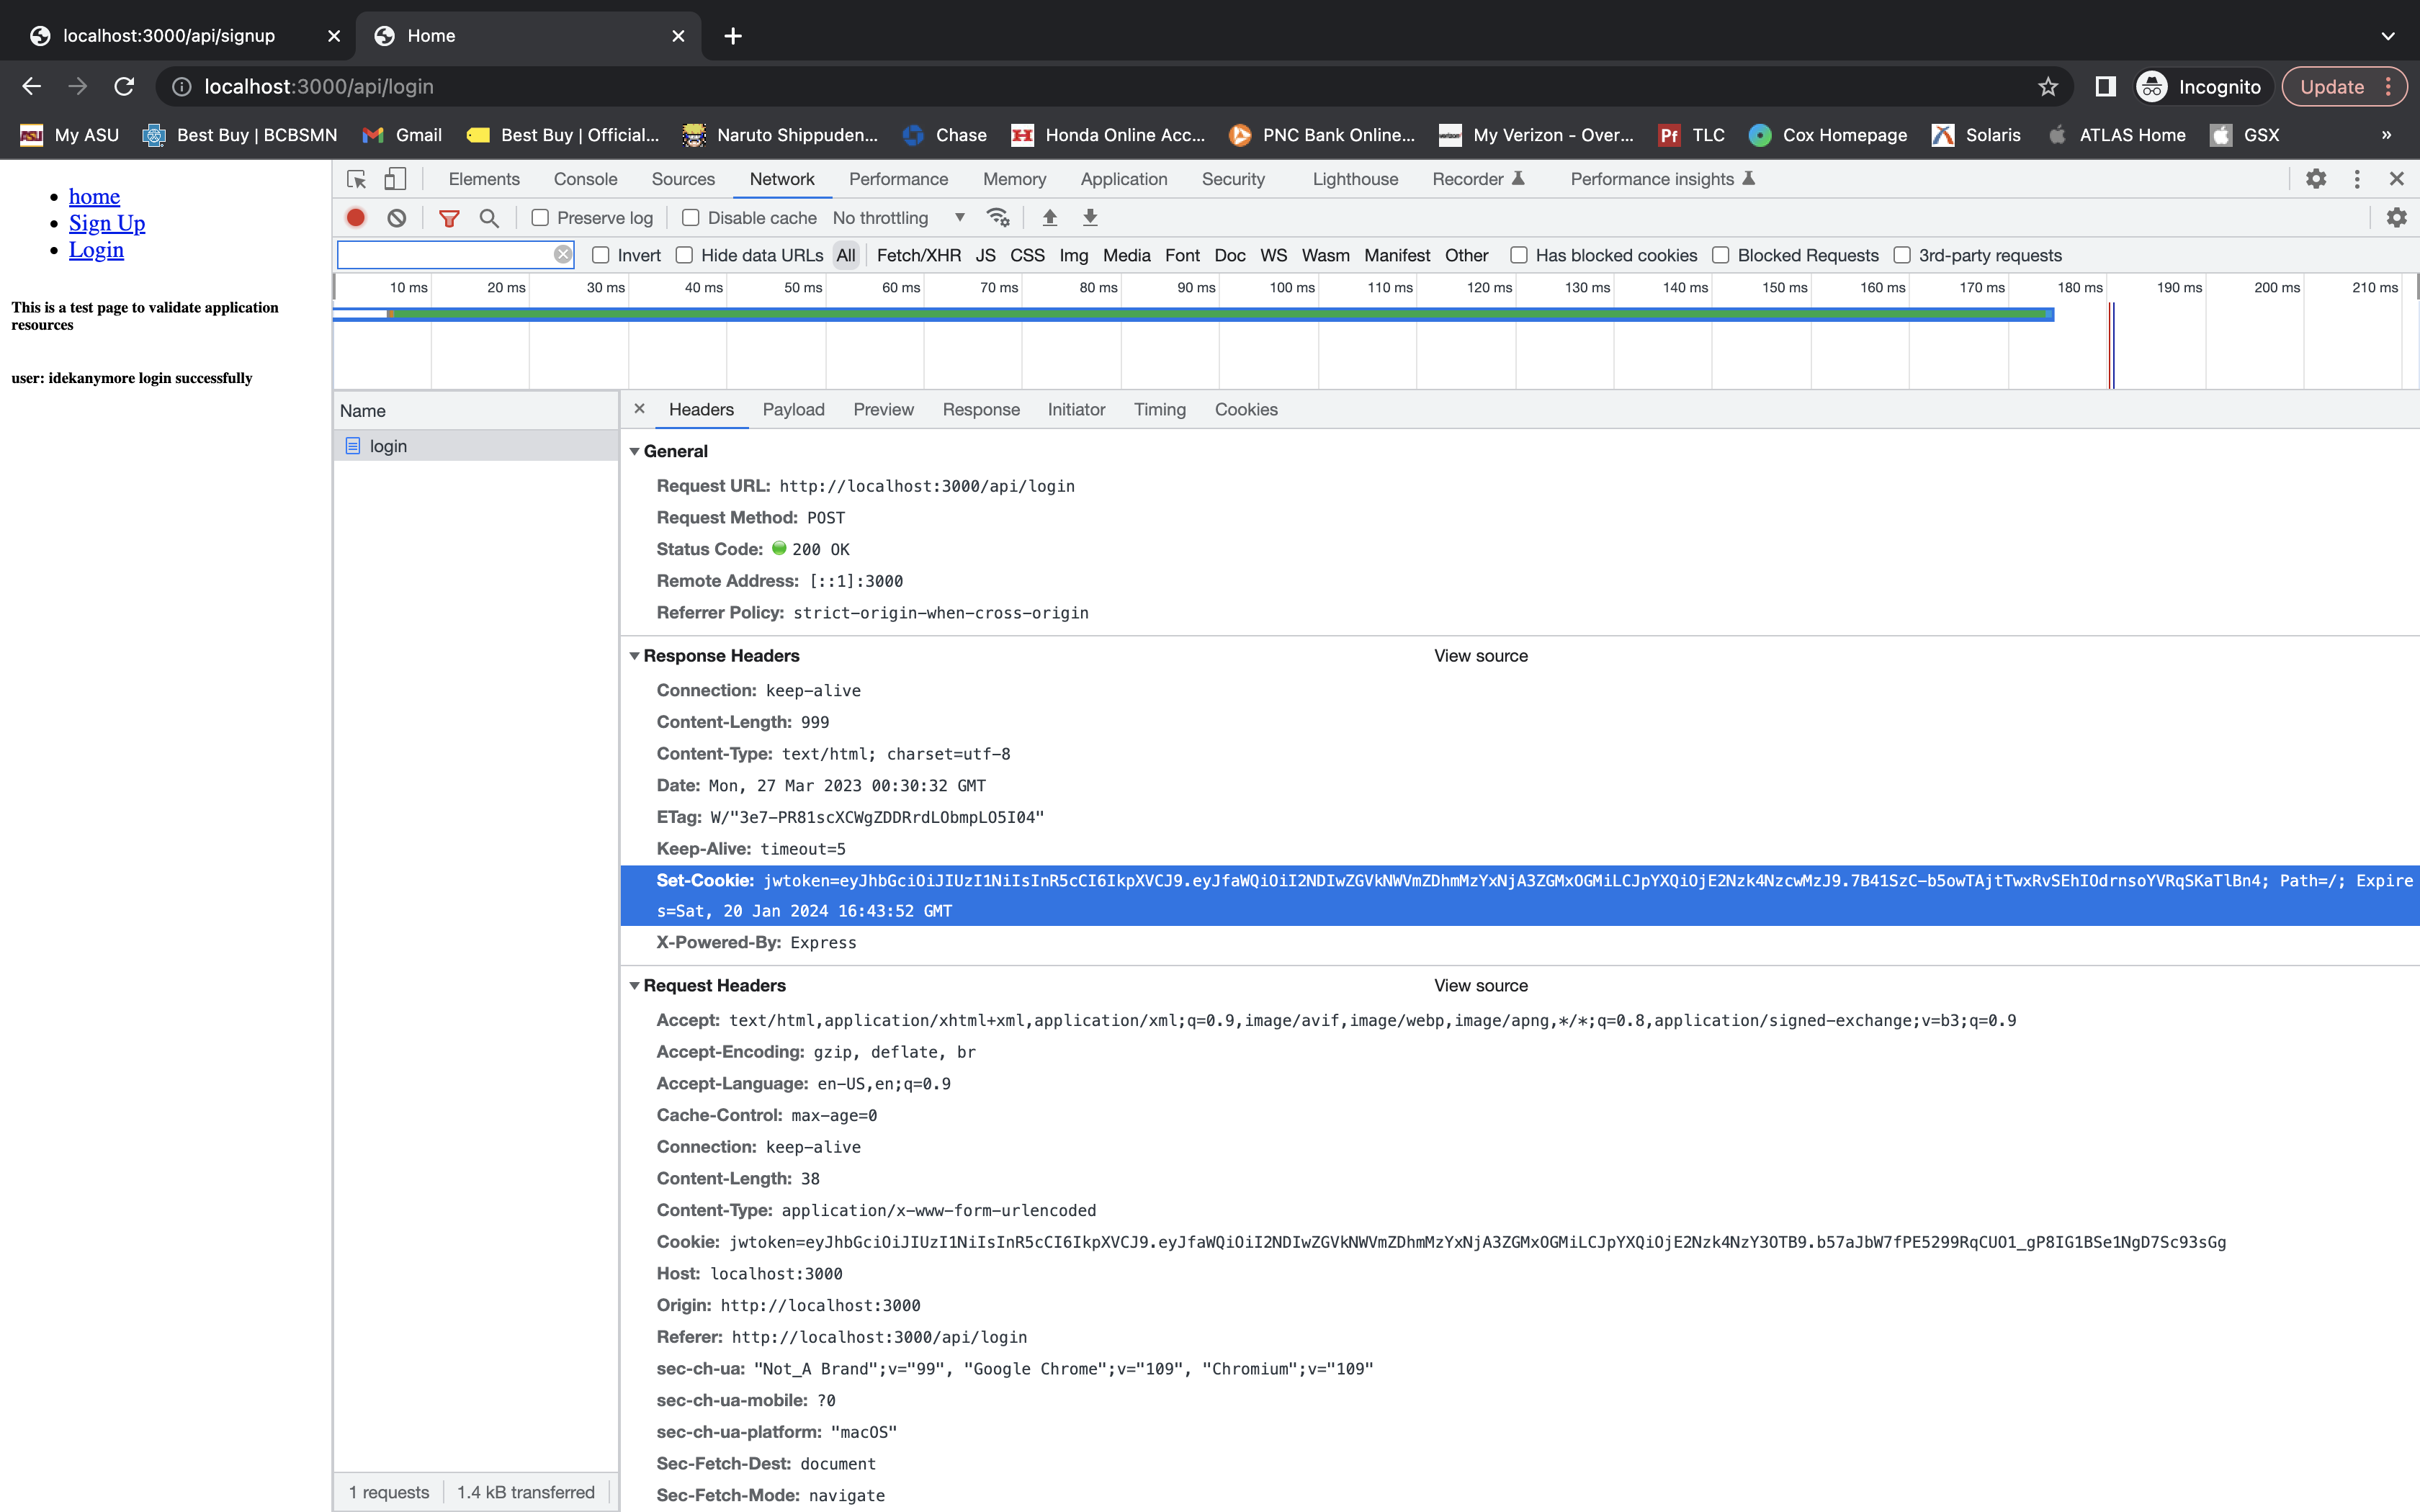 localhost:3000/api/signup
Home
localhost:3000/api/login
Incognito
Update
My ASU
Best Buy | BCBSMN
Gmail
Best Buy | Official...
Naruto Shippuden...
Chase
Honda Online Acc...
PNC Bank Online...
My Verizon - Over...
TLC
Cox Homepage
Solaris
ATLAS Home
GSX
»
home
Sign Up
Login
This is a test page to validate application
resources
user: idekanymore login successfully
Elements Console Sources Network Performance Memory Application Security Lighthouse Recorder Performance insights
Preserve log Disable cache No throttling
Invert Hide data URLs All Fetch/XHR JS CSS Img Media Font Doc WS Wasm Manifest Other Has blocked cookies Blocked Requests 3rd-party requests
10 ms 20 ms 30 ms 40 ms 50 ms 60 ms 70 ms 80 ms 90 ms 100 ms 110 ms 120 ms 130 ms 140 ms 150 ms 160 ms 170 ms 180 ms 190 ms 200 ms 210 ms
Name
login
Headers Payload Preview Response Initiator Timing Cookies
General
Request URL: http://localhost:3000/api/login
Request Method: POST
Status Code: 200 OK
Remote Address: [::1]:3000
Referrer Policy: strict-origin-when-cross-origin
Response Headers View source
Connection: keep-alive
Content-Length: 999
Content-Type: text/html; charset=utf-8
Date: Mon, 27 Mar 2023 00:30:32 GMT
ETag: W/"3e7-PR81scXCWgZDDRrdLObmpLO5I04"
Keep-Alive: timeout=5
Set-Cookie: jwtoken=eyJhbGciOiJIUzI1NiIsInR5cCI6IkpXVCJ9.eyJfaWQiOiI2NDIwZGVkNWVmZDhmMzYxNjA3ZGMxOGMiLCJpYXQiOjE2Nzk4NzcwMzJ9.7B41SzC-b5owTAjtTwxRvSEhIOdrnsoYVRqSKaTlBn4; Path=/; Expire
s=Sat, 20 Jan 2024 16:43:52 GMT
X-Powered-By: Express
Request Headers View source
Accept: text/html,application/xhtml+xml,application/xml;q=0.9,image/avif,image/webp,image/apng,*/*;q=0.8,application/signed-exchange;v=b3;q=0.9
Accept-Encoding: gzip, deflate, br
Accept-Language: en-US,en;q=0.9
Cache-Control: max-age=0
Connection: keep-alive
Content-Length: 38
Content-Type: application/x-www-form-urlencoded
Cookie: jwtoken=eyJhbGciOiJIUzI1NiIsInR5cCI6IkpXVCJ9.eyJfaWQiOiI2NDIwZGVkNWVmZDhmMzYxNjA3ZGMxOGMiLCJpYXQiOjE2Nzk4NzY3OTB9.b57aJbW7fPE5299RqCUO1_gP8IG1BSe1NgD7Sc93sGg
Host: localhost:3000
Origin: http://localhost:3000
Referer: http://localhost:3000/api/login
sec-ch-ua: "Not_A Brand";v="99", "Google Chrome";v="109", "Chromium";v="109"
sec-ch-ua-mobile: ?0
sec-ch-ua-platform: "macOS"
Sec-Fetch-Dest: document
Sec-Fetch-Mode: navigate
1 requests 1.4 kB transferred